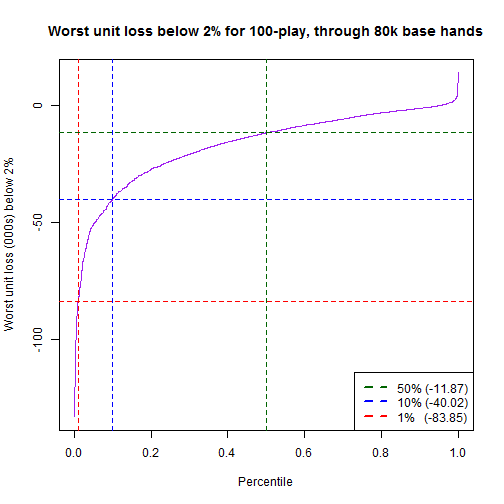 Worst unit loss below 2% for 100-play, through 80k base hands
Worst unit loss (000s) below 2%
0
-50
-100
50% (-11.87)
10% (-40.02)
1% (-83.85)
0.0 0.2 0.4 0.6 0.8 1.0
Percentile